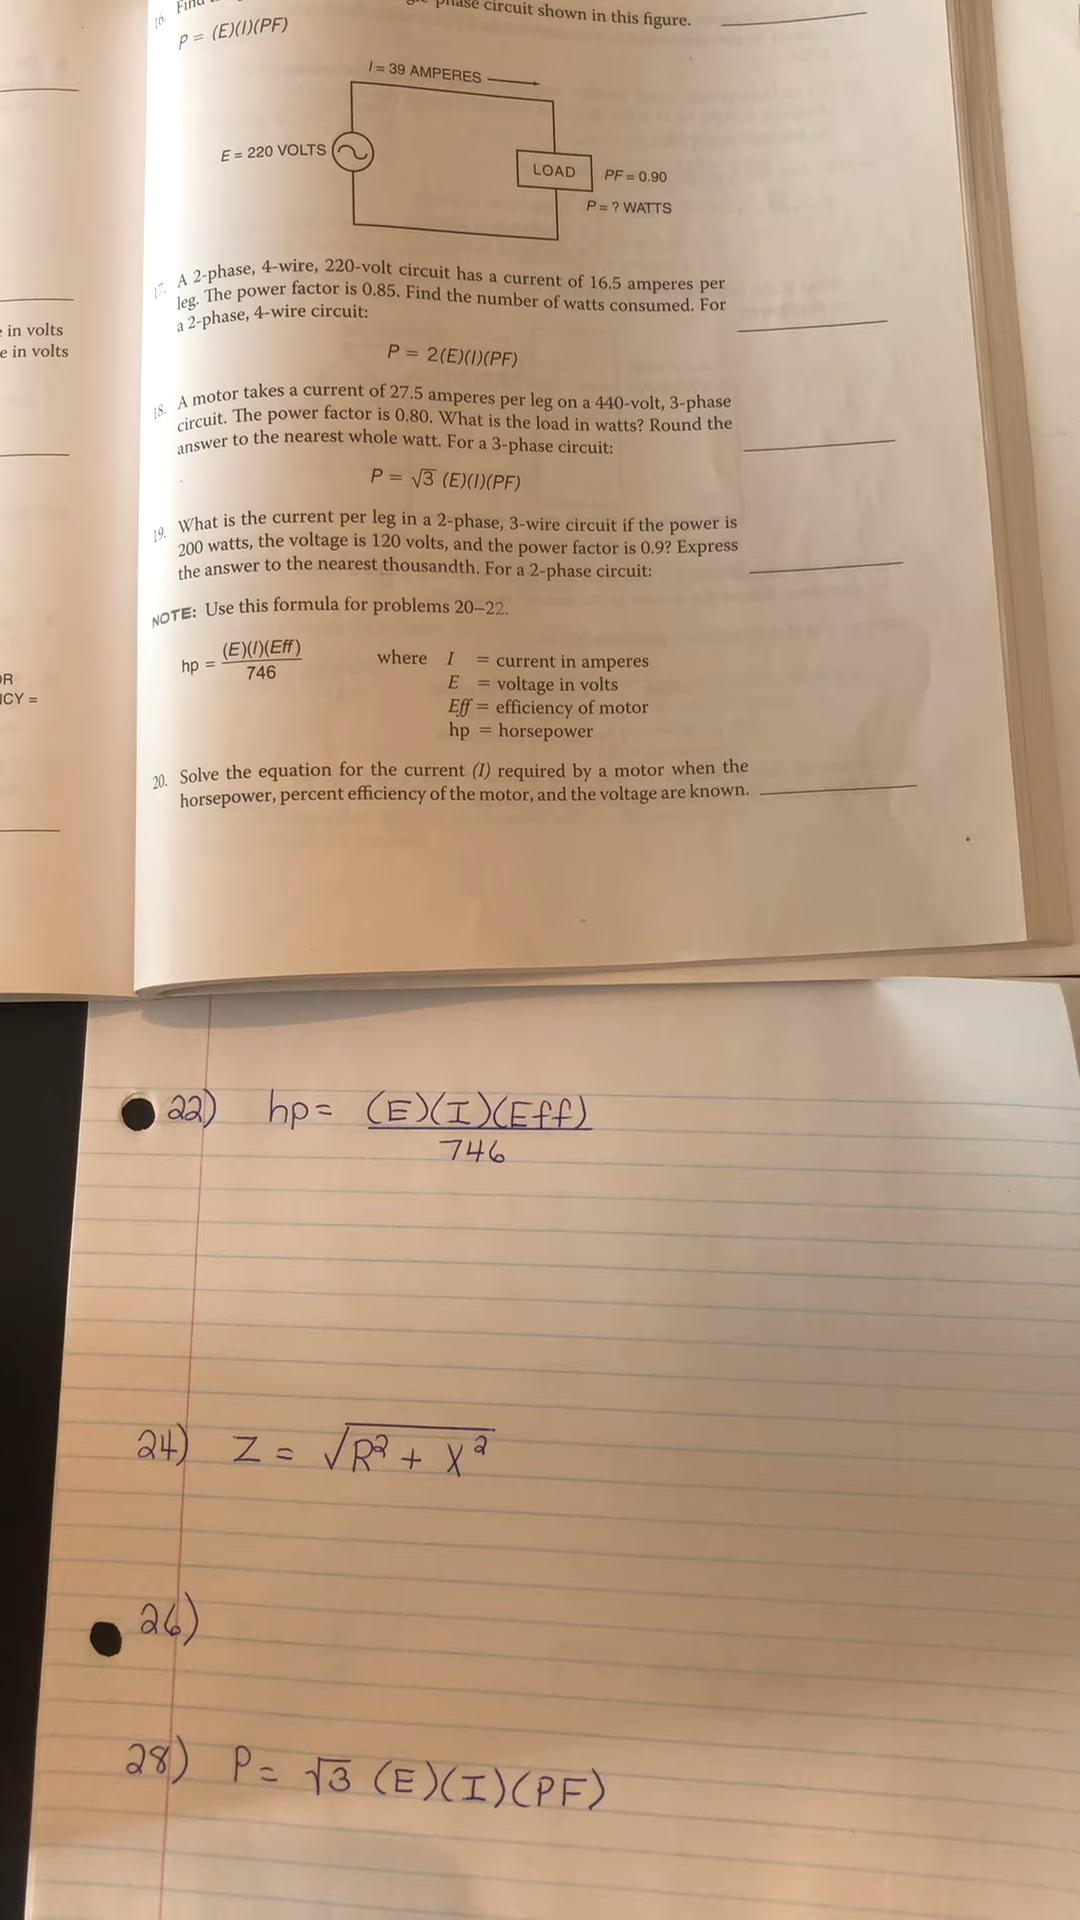 16. Find
phase circuit shown in this figure.
P = (E)(I)(PF)
I = 39 AMPERES
E = 220 VOLTS
LOAD
PF = 0.90
P = ? WATTS
17. A 2-phase, 4-wire, 220-volt circuit has a current of 16.5 amperes per
leg. The power factor is 0.85. Find the number of watts consumed. For
a 2-phase, 4-wire circuit:
P = 2(E)(I)(PF)
in volts
e in volts
18. A motor takes a current of 27.5 amperes per leg on a 440-volt, 3-phase
circuit. The power factor is 0.80. What is the load in watts? Round the
answer to the nearest whole watt. For a 3-phase circuit:
P = √3 (E)(I)(PF)
19. What is the current per leg in a 2-phase, 3-wire circuit if the power is
200 watts, the voltage is 120 volts, and the power factor is 0.9? Express
the answer to the nearest thousandth. For a 2-phase circuit:
NOTE: Use this formula for problems 20–22.
hp = (E)(I)(Eff)
746
where I = current in amperes
E = voltage in volts
Eff = efficiency of motor
hp = horsepower
OR
ICY =
20. Solve the equation for the current (I) required by a motor when the
horsepower, percent efficiency of the motor, and the voltage are known.
22) hp = (E)(I)(Eff)
746
24) Z = √R² + X²
26)
28) P = √3 (E)(I)(PF)